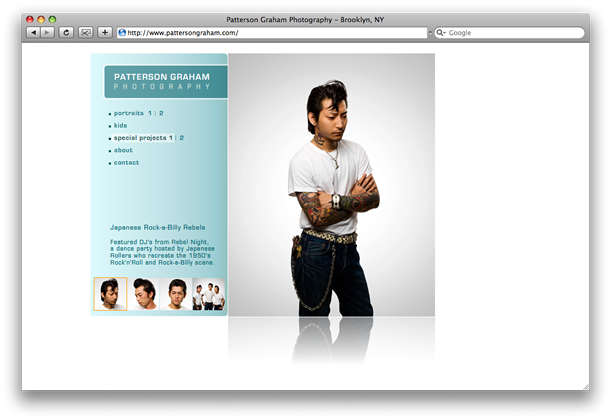 Patterson Graham Photography – Brooklyn, NY
http://www.pattersongraham.com/
Google
PATTERSON GRAHAM
PHOTOGRAPHY
portraits 1 | 2
kids
special projects 1 | 2
about
contact
Japanese Rock-a-Billy Rebels
Featured DJ's from Rebel Night,
a dance party hosted by Japanese
Rollers who recreate the 1950's
Rock'n'Roll and Rock-a-Billy scene.